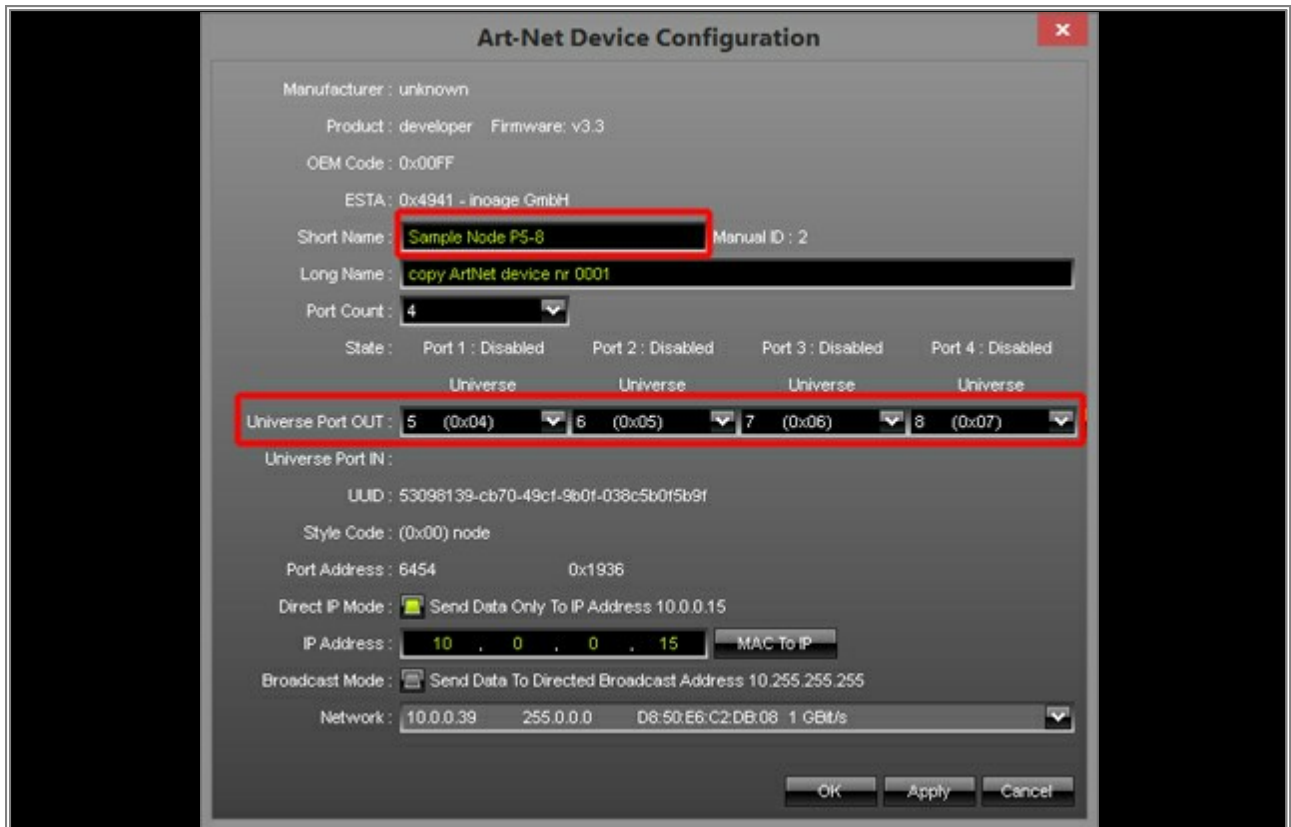 Art-Net Device Configuration
Manufacturer : unknown
Product : developer Firmware: v3.3
OEM Code : 0x00FF
ESTA : 0x4941 - inoage GmbH
Short Name : Sample Node P5-8 Manual ID : 2
Long Name : copy ArtNet device nr 0001
Port Count : 4
State : Port 1 : Disabled Port 2 : Disabled Port 3 : Disabled Port 4 : Disabled
Universe Universe Universe Universe
Universe Port OUT : 5 (0x04) 6 (0x05) 7 (0x06) 8 (0x07)
Universe Port IN :
UUID : 53098139-cb70-49cf-9b0f-038c5b0f5b9f
Style Code : (0x00) node
Port Address : 6454 0x1936
Direct IP Mode : Send Data Only To IP Address 10.0.0.15
IP Address : 10 . 0 . 0 . 15 MAC To IP
Broadcast Mode : Send Data To Directed Broadcast Address 10.255.255.255
Network : 10.0.0.39 255.0.0.0 D8:50:E6:C2:DB:08 1 GBit/s
OK Apply Cancel